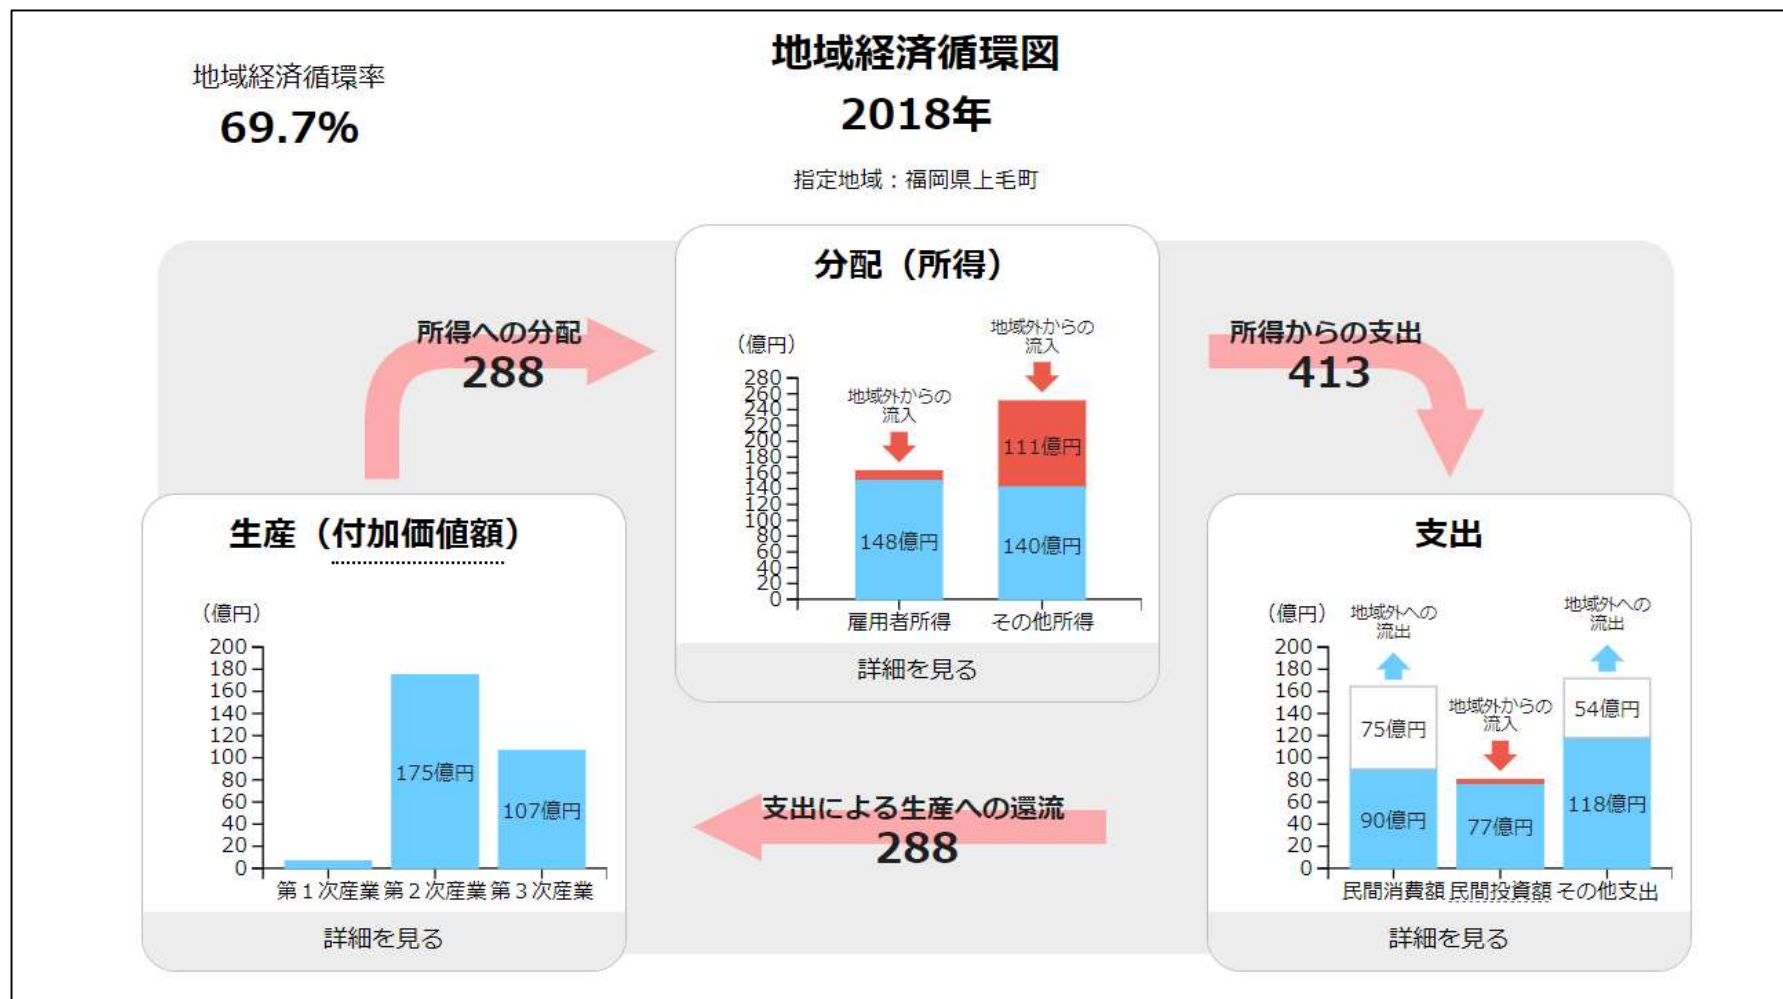 地域経済循環図
2018年
指定地域：福岡県上毛町
地域経済循環率
69.7%
所得への分配
288
分配（所得）
（億円）
280
260
240
220
200
180
160
140
120
100
80
60
40
20
0
地域外からの
流入
148億円
雇用者所得
地域外からの
流入
111億円
140億円
その他所得
詳細を見る
所得からの支出
413
生産（付加価値額）
（億円）
200
180
160
140
120
100
80
60
40
20
0
175億円
107億円
第１次産業 第２次産業 第３次産業
詳細を見る
支出による生産への還流
288
支出
（億円）
200
180
160
140
120
100
80
60
40
20
0
地域外への
流出
75億円
90億円
地域外からの
流入
77億円
地域外への
流出
54億円
118億円
民間消費額 民間投資額 その他支出
詳細を見る